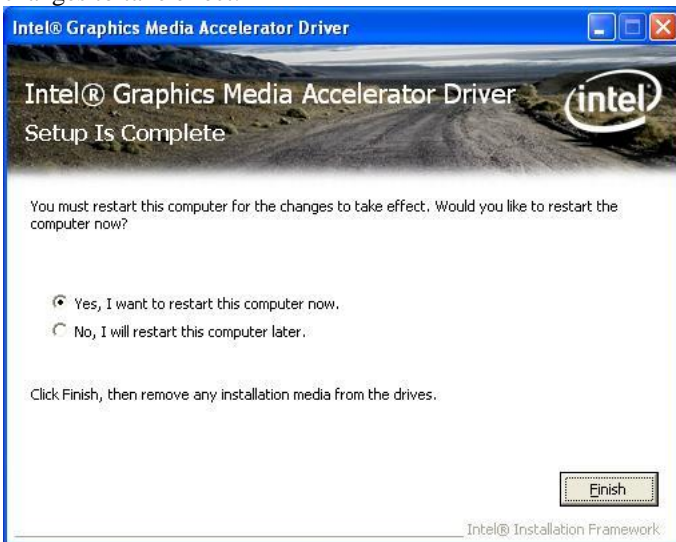 Intel® Graphics Media Accelerator Driver
Intel® Graphics Media Accelerator Driver
intel
Setup Is Complete
You must restart this computer for the changes to take effect. Would you like to restart the
computer now?
Yes, I want to restart this computer now.
No, I will restart this computer later.
Click Finish, then remove any installation media from the drives.
Finish
Intel® Installation Framework